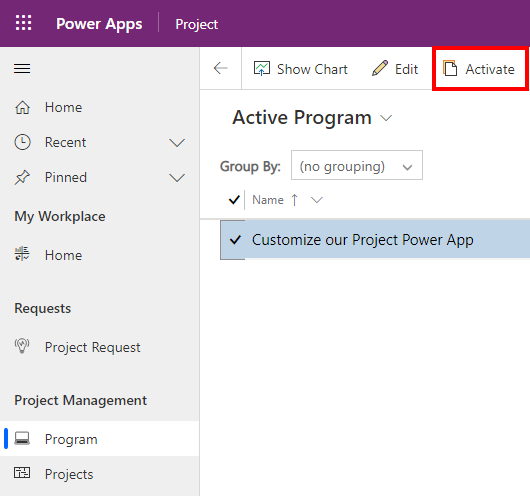 Power Apps Project
Show Chart Edit Activate
Home
Recent
Pinned
My Workplace
Home
Requests
Project Request
Project Management
Program
Projects
Active Program
Group By: (no grouping)
Name
Customize our Project Power App